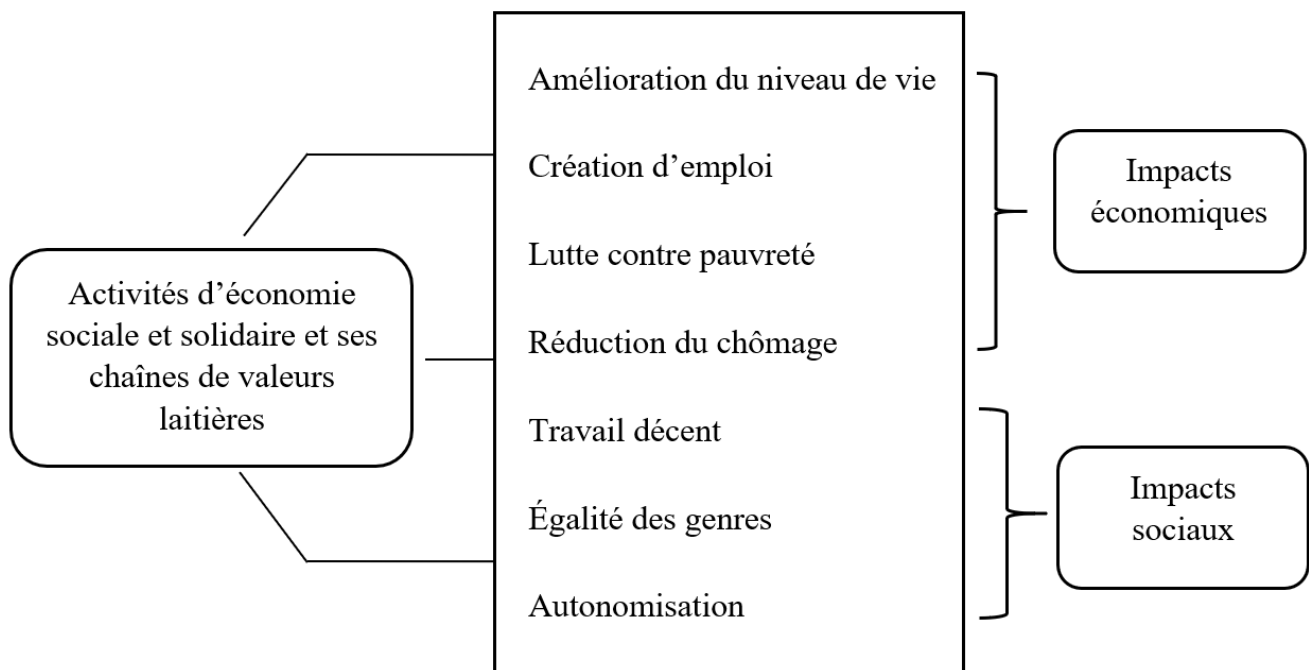 Activités d’économie
sociale et solidaire et ses
chaînes de valeurs
laitières
Amélioration du niveau de vie
Création d’emploi
Lutte contre pauvreté
Réduction du chômage
Travail décent
Égalité des genres
Autonomisation
Impacts
économiques
Impacts
sociaux